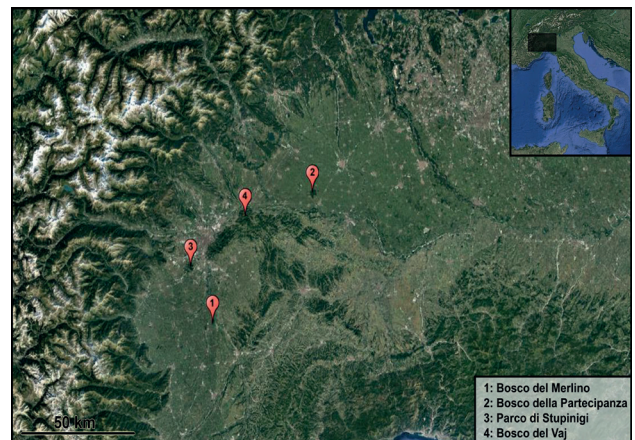 2
4
3
1
50 km
1: Bosco del Merlino
2: Bosco della Partecipanza
3: Parco di Stupinigi
4: Bosco del Vaj